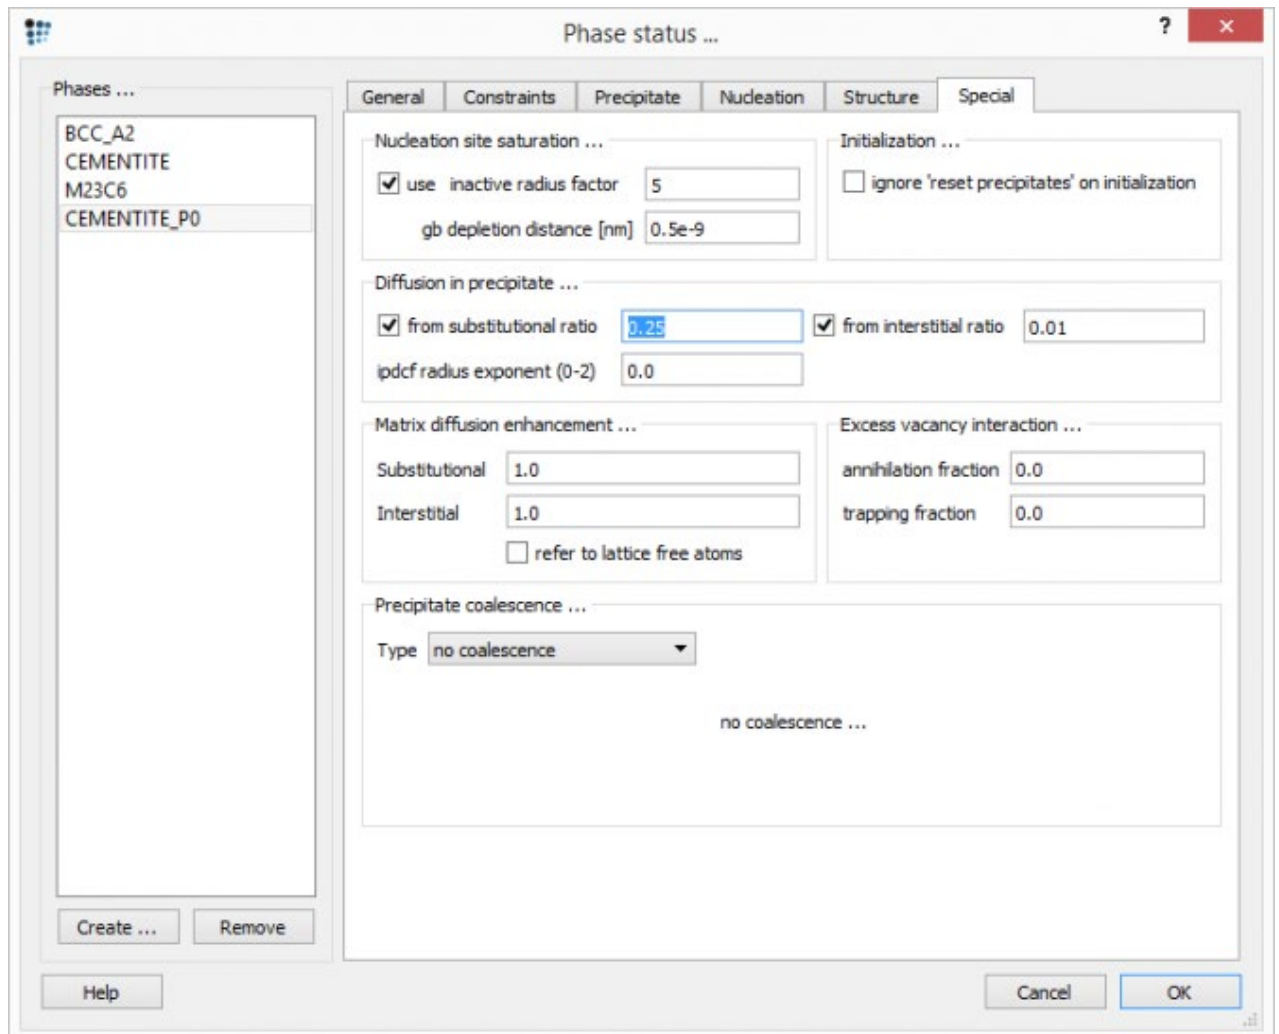 Phase status ...
?
Phases ...
BCC_A2
CEMENTITE
M23C6
CEMENTITE_P0
Create ...
Remove
General
Constraints
Precipitate
Nucleation
Structure
Special
Nucleation site saturation ...
use inactive radius factor 5
gb depletion distance [nm] 0.5e-9
Initialization ...
ignore 'reset precipitates' on initialization
Diffusion in precipitate ...
from substitutional ratio 0.25
from interstitial ratio 0.01
ipdcf radius exponent (0-2) 0.0
Matrix diffusion enhancement ...
Substitutional 1.0
Interstitial 1.0
refer to lattice free atoms
Excess vacancy interaction ...
annihilation fraction 0.0
trapping fraction 0.0
Precipitate coalescence ...
Type no coalescence
no coalescence ...
Help
Cancel
OK